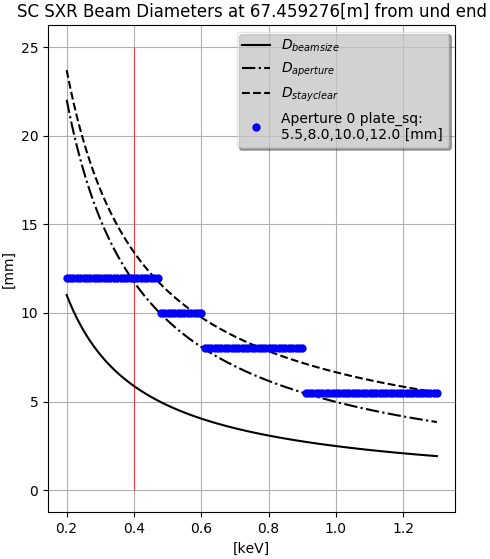 SC SXR Beam Diameters at 67.459276[m] from und end
D_beamsize
D_aperture
D_stayclear
Aperture 0 plate_sq:
5.5,8.0,10.0,12.0 [mm]
25
20
15
10
5
0
[mm]
0.2 0.4 0.6 0.8 1.0 1.2
[keV]